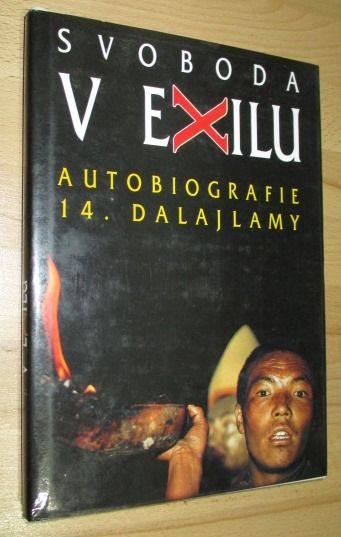 SVOBODA
V EXILU
AUTOBIOGRAFIE
14. DALAJLAMY